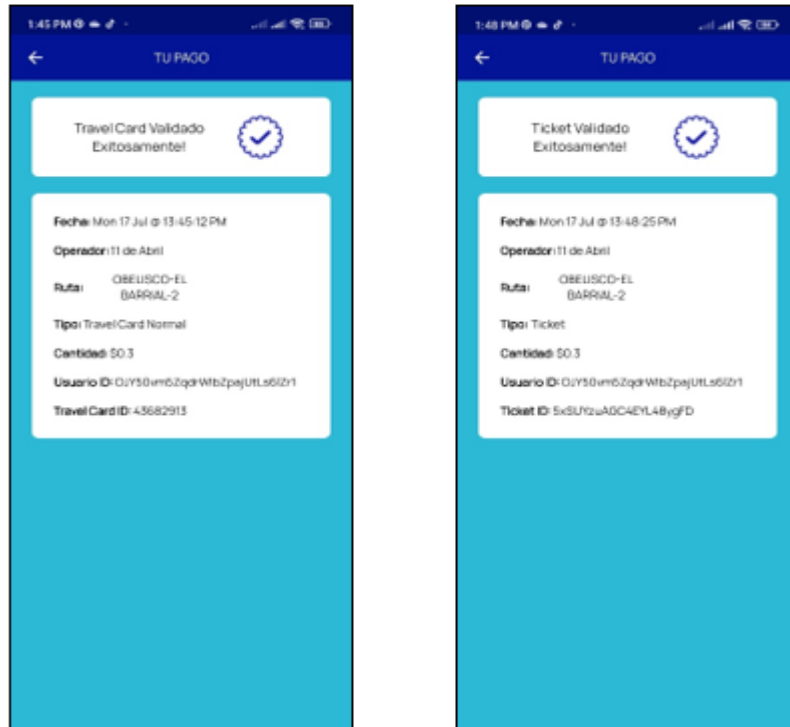 1:45 PM
TU PAGO
Travel Card Validado
Exitosamente!
Fecha: Mon 17 Jul @ 13:45:12 PM
Operador: 11 de Abril
Ruta:
OBELISCO-EL
BARRIAL-2
Tipo: Travel Card Normal
Cantidad: $0.3
Usuario ID:
Travel Card ID: 43682913
1:48 PM
TU PAGO
Ticket Validado
Exitosamente!
Fecha: Mon 17 Jul @ 13:48:25 PM
Operador: 11 de Abril
Ruta:
OBELISCO-EL
BARRIAL-2
Tipo: Ticket
Cantidad: $0.3
Usuario ID:
Ticket ID: